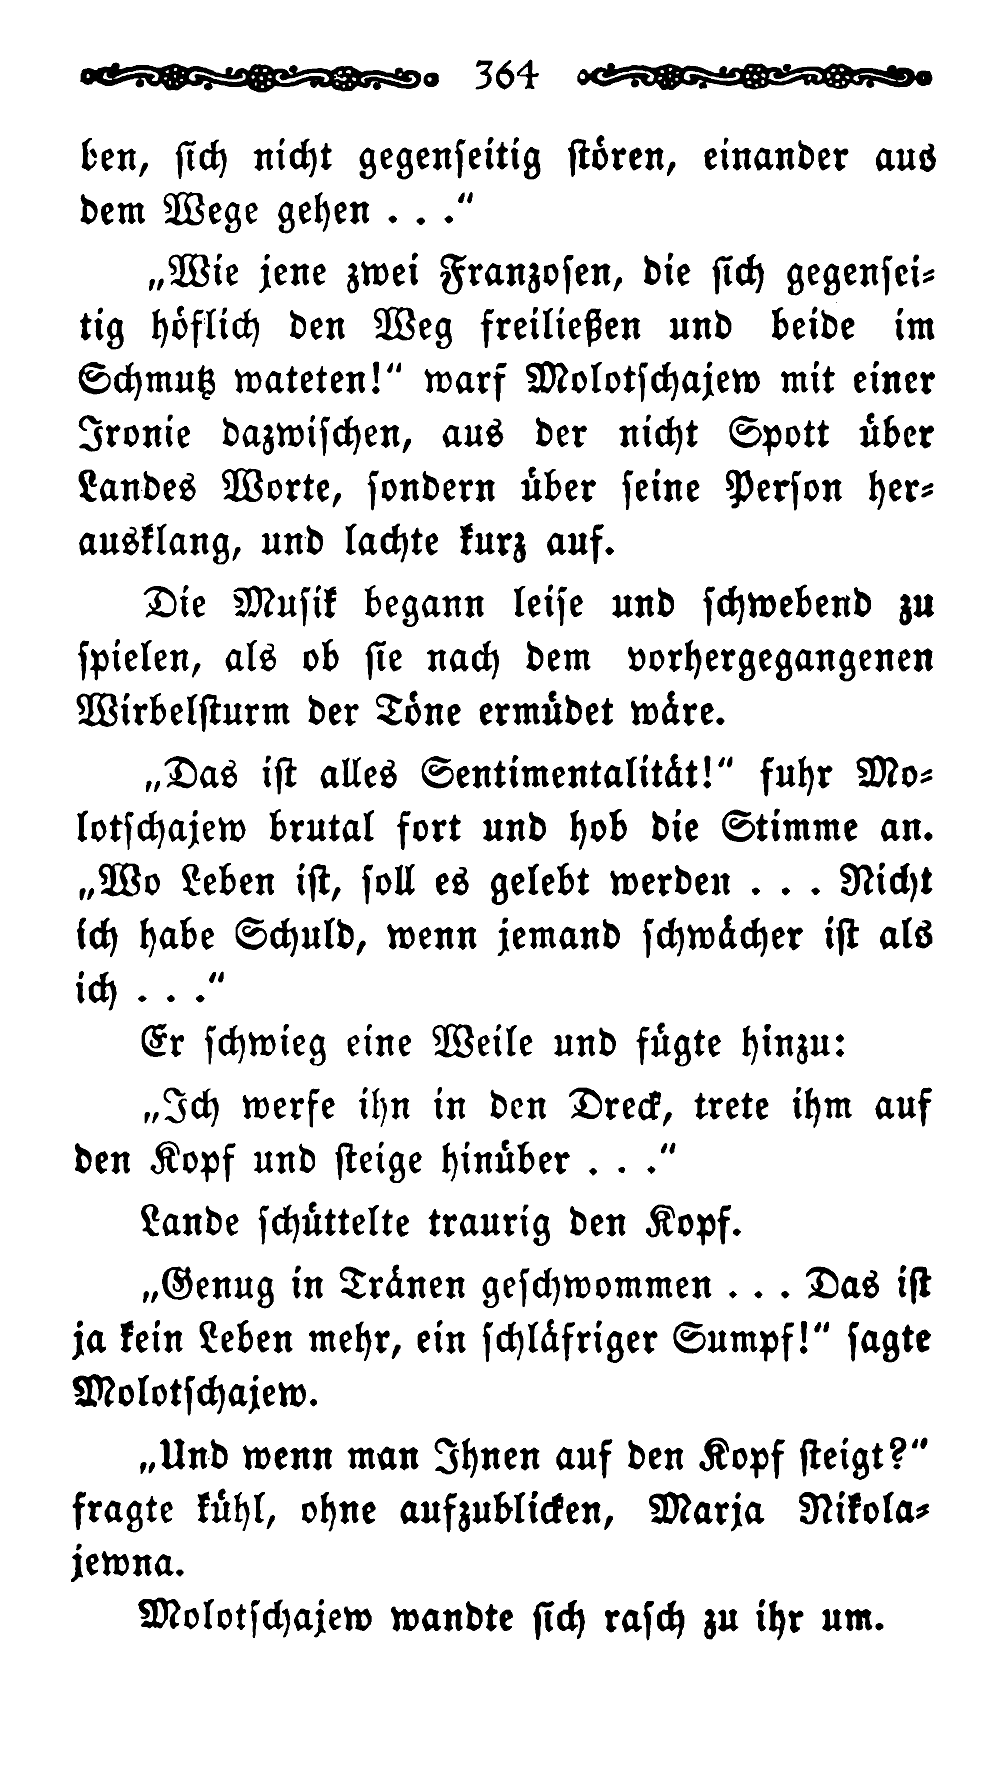 364
ben, sich nicht gegenseitig stören, einander aus
dem Wege gehen . . .“
„Wie jene zwei Franzosen, die sich gegensei-
tig höflich den Weg freiließen und beide im
Schmutz wateten!“ warf Molotschajew mit einer
Ironie dazwischen, aus der nicht Spott über
Landes Worte, sondern über seine Person her-
ausklang, und lachte kurz auf.
Die Musik begann leise und schwebend zu
spielen, als ob sie nach dem vorhergegangenen
Wirbelsturm der Töne ermüdet wäre.
„Das ist alles Sentimentalität!“ fuhr Mo-
lotschajew brutal fort und hob die Stimme an.
„Wo Leben ist, soll es gelebt werden . . . Nicht
ich habe Schuld, wenn jemand schwächer ist als
ich . . .“
Er schwieg eine Weile und fügte hinzu:
„Ich werfe ihn in den Dreck, trete ihm auf
den Kopf und steige hinüber . . .“
Lande schüttelte traurig den Kopf.
„Genug in Tränen geschwommen . . . Das ist
ja kein Leben mehr, ein schläfriger Sumpf!“ sagte
Molotschajew.
„Und wenn man Ihnen auf den Kopf steigt?“
fragte kühl, ohne aufzublicken, Marja Nikola-
jewna.
Molotschajew wandte sich rasch zu ihr um.